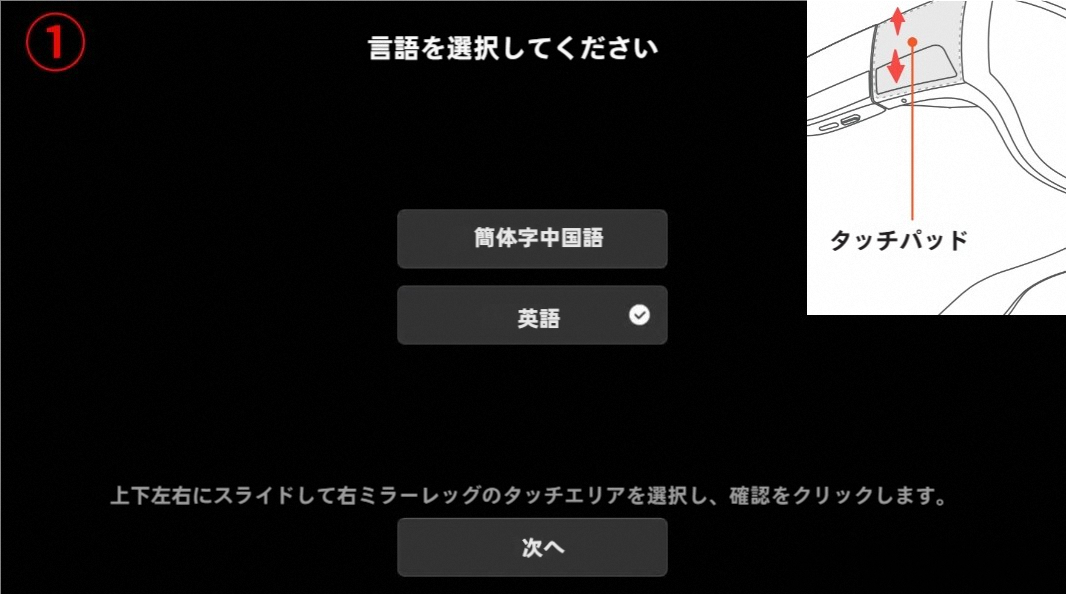 ①
言語を選択してください
簡体字中国語
英語
タッチパッド
上下左右にスライドして右ミラーレッグのタッチエリアを選択し、確認をクリックします。
次へ